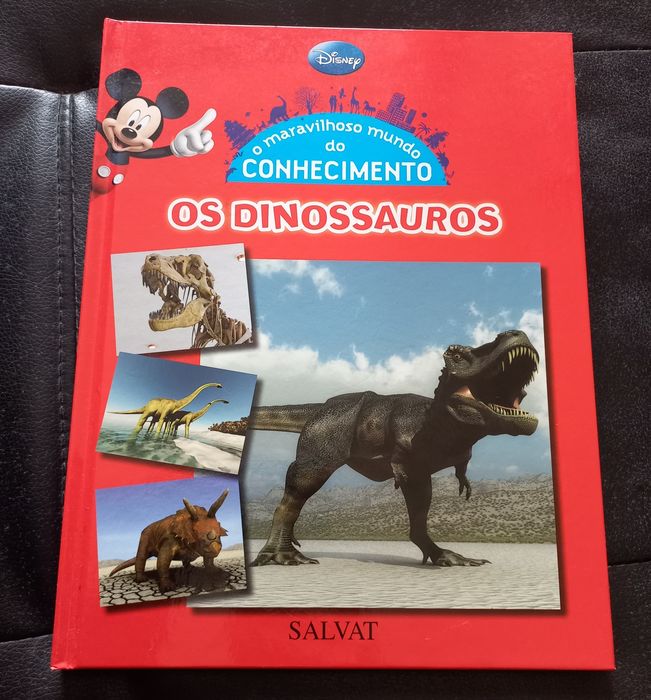 Disney
o maravilhoso mundo
do
CONHECIMENTO
OS DINOSSAUROS
SALVAT